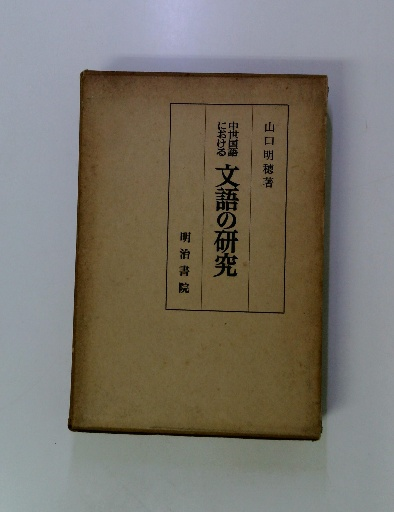 山口明穂著
中世国語
における
文語の研究
明治書院